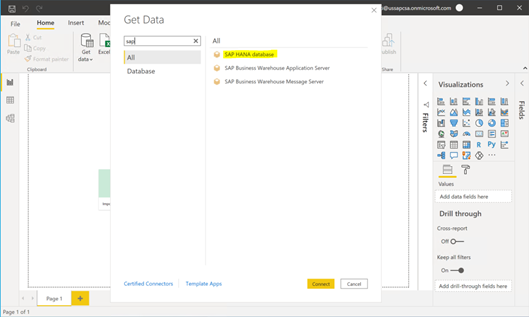 @ussapcsa.onmicrosoft.com
File
Home
Insert
Mod
Get Data
Paste
Cut
Copy
Format painter
Clipboard
Get
data
Excel
Publish
sap
All
Database
All
SAP HANA database
SAP Business Warehouse Application Server
SAP Business Warehouse Message Server
Certified Connectors
Template Apps
Connect
Cancel
Filters
Visualizations
Fields
Values
Add data fields here
Drill through
Cross-report
Off
Keep all filters
On
Add drill-through fields here
Page 1
Page 1 of 1